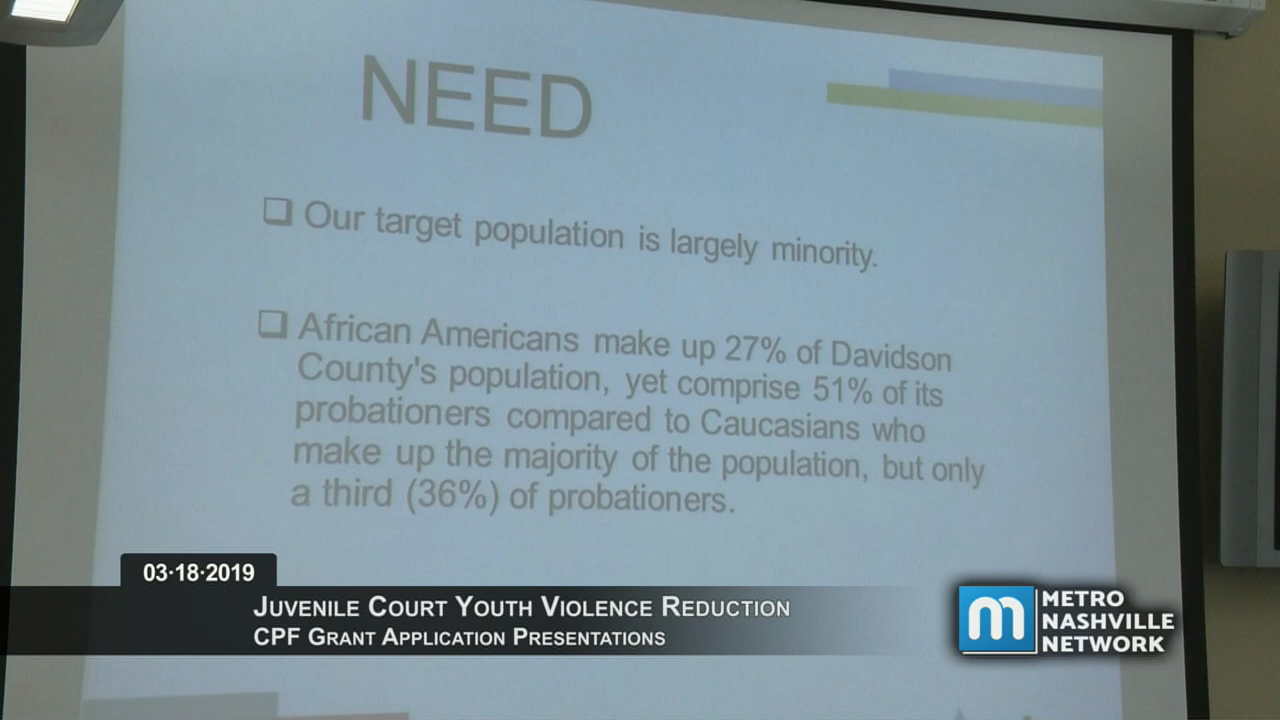 NEED
❑ Our target population is largely minority.
❑ African Americans make up 27% of Davidson
County's population, yet comprise 51% of its
probationers compared to Caucasians who
make up the majority of the population, but only
a third (36%) of probationers.
03·18·2019
JUVENILE COURT YOUTH VIOLENCE REDUCTION
CPF GRANT APPLICATION PRESENTATIONS
m METRO
NASHVILLE
NETWORK